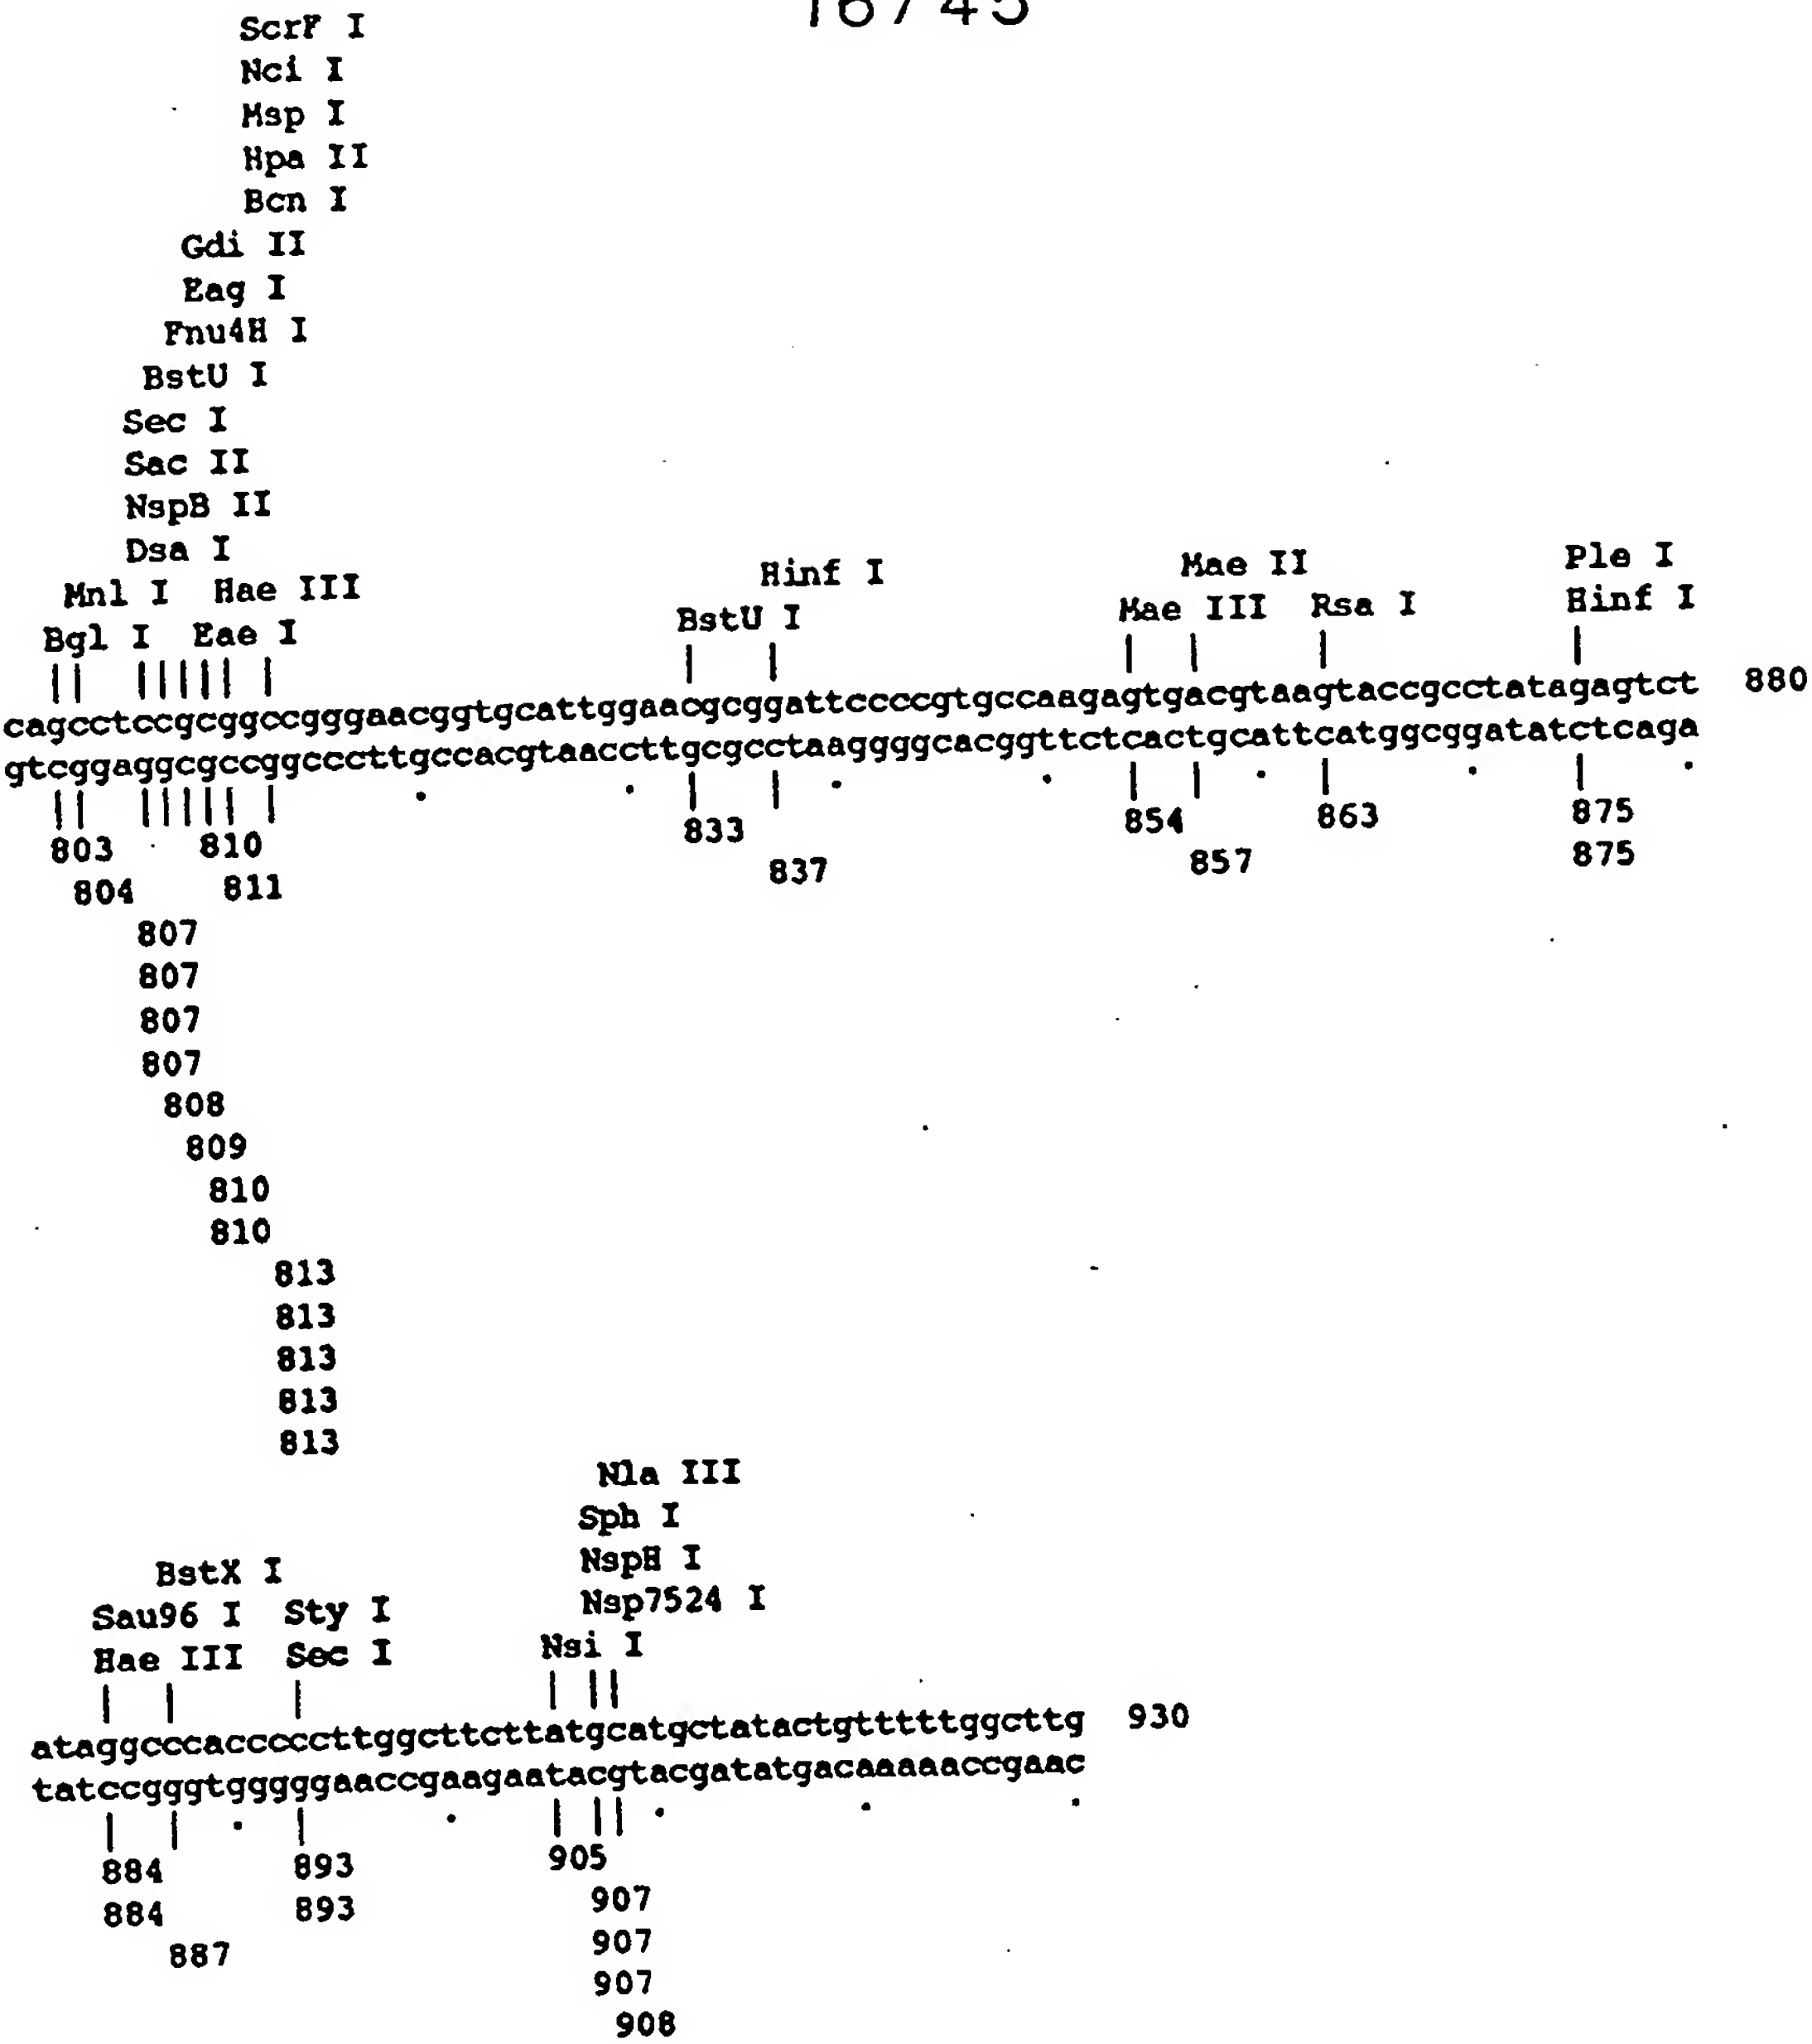 16745
ScrF I
Nci I
Msp I
Hpa II
Bcn I
Gdi II
Eag I
Fnu4H I
BstU I
Sec I
Sac II
NspB II
Dsa I
Mnl I Hae III Hinf I Mae II Ple I
Bgl I Eae I BstU I Mae III Rsa I Hinf I
cagcctccgcggccgggaacggtgcattggaacgcggattccccgtgccaagagtgacgtaagtaccgcctatagagtct 880
gtcggaggcgccggcccttgccacgtaaccttgcgcctaaggggcacggttctcactgcattcatggcggatatctcaga
803 810 833 854 863 875
804 811 837 857 875
807
807
807
807
808
809
810
810
813
813
813
813
813
Nla III
Sph I
BstX I NspH I
Sau96 I Sty I Nsp7524 I
Hae III Sec I Nsi I
ataggcccacccccttggcttcttatgcatgctatactgtttttggcttg 930
tatccgggtgggggaaccgaagaatacgtacgatatgacaaaaaccgaac
884 893 905
884 893 907
887 907
907
908